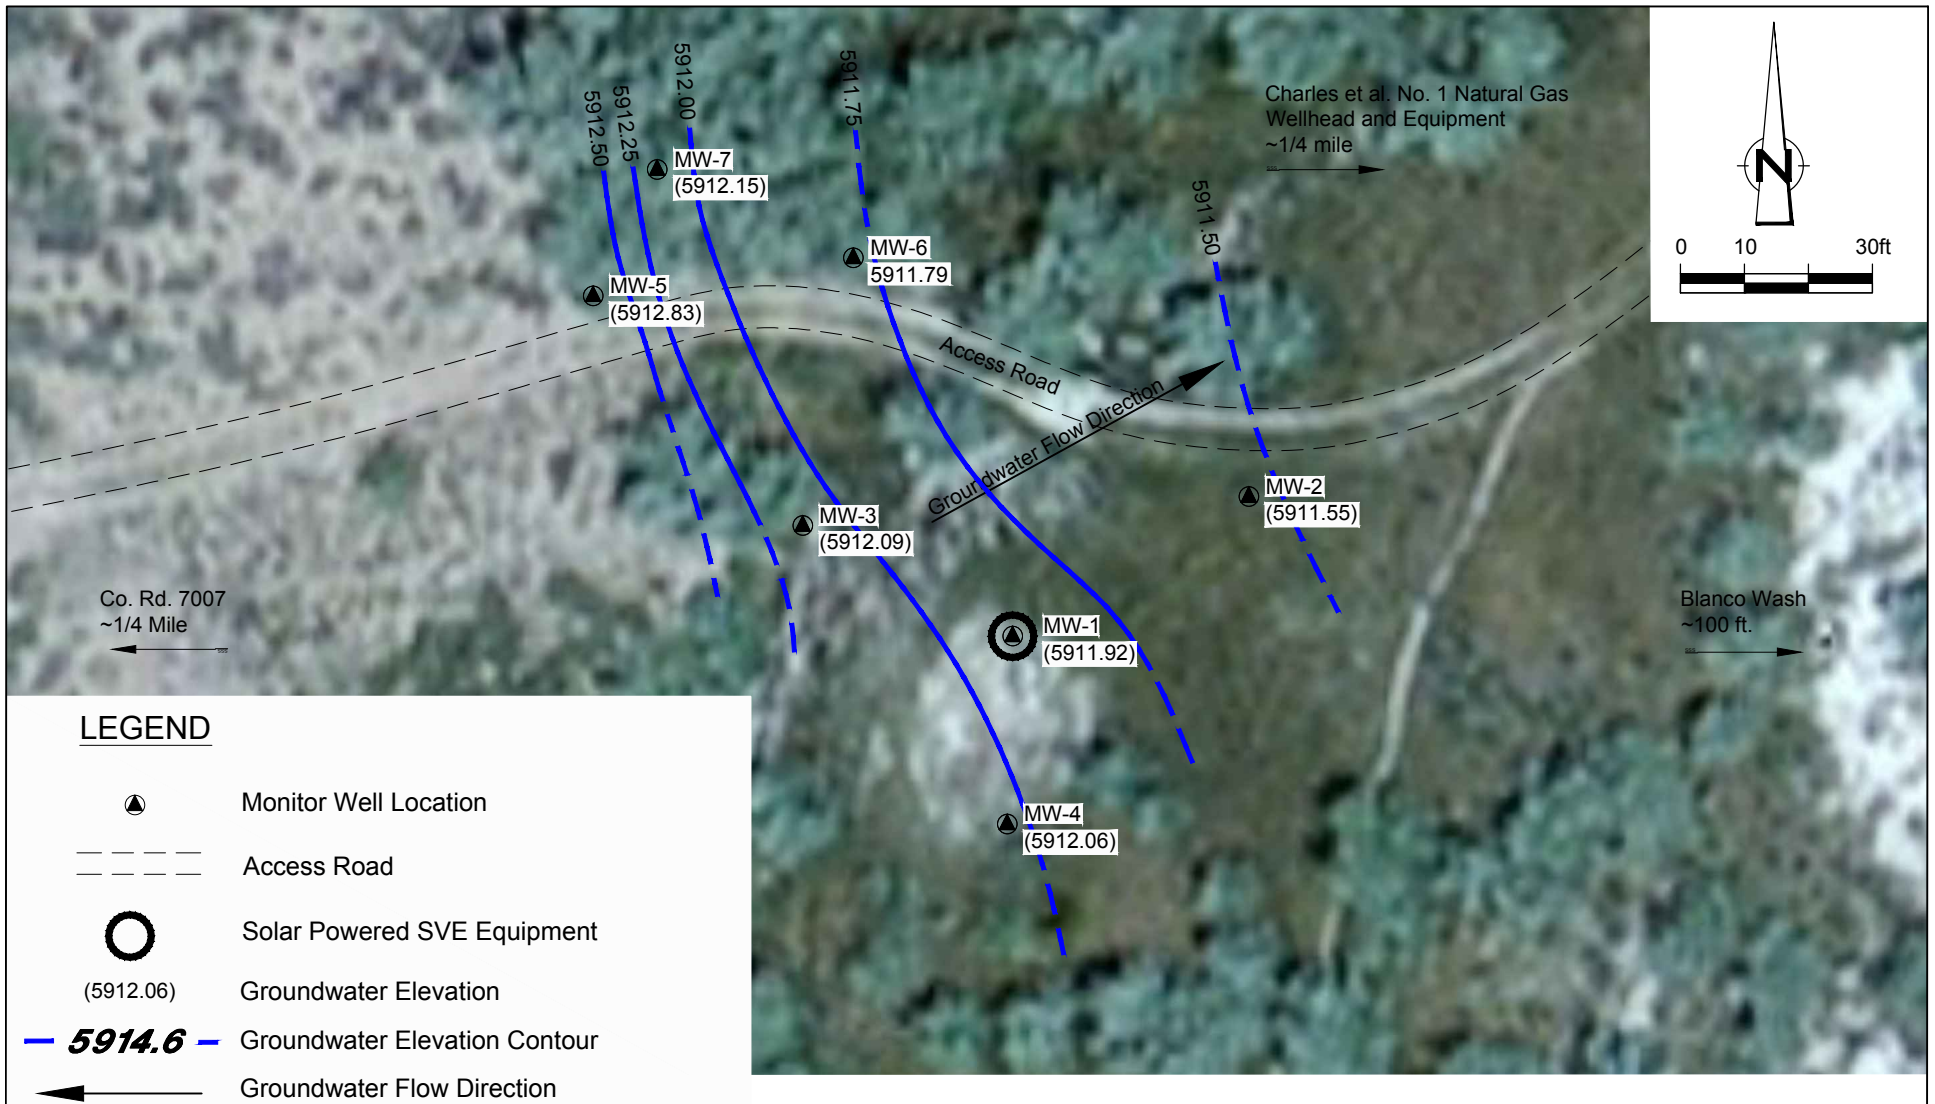 5912.50
5912.25
5912.00
5911.75
5911.50
Charles et al. No. 1 Natural Gas
Wellhead and Equipment
~1/4 mile
N
0 10 30ft
MW-7
(5912.15)
MW-6
5911.79
MW-5
(5912.83)
Access Road
Groundwater Flow Direction
MW-2
(5911.55)
MW-3
(5912.09)
Co. Rd. 7007
~1/4 Mile
MW-1
(5911.92)
Blanco Wash
~100 ft.
MW-4
(5912.06)
LEGEND
Monitor Well Location
Access Road
Solar Powered SVE Equipment
(5912.06) Groundwater Elevation
5914.6 Groundwater Elevation Contour
Groundwater Flow Direction